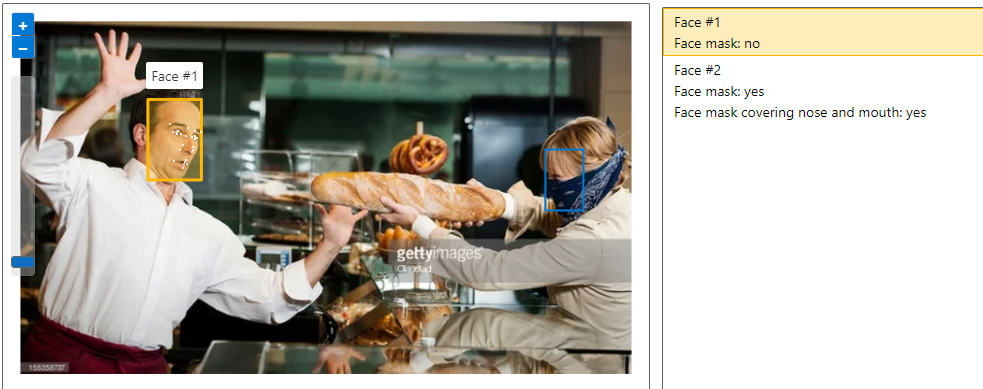 +
−
Face #1
gettyimages
155358737
Face #1
Face mask: no
Face #2
Face mask: yes
Face mask covering nose and mouth: yes